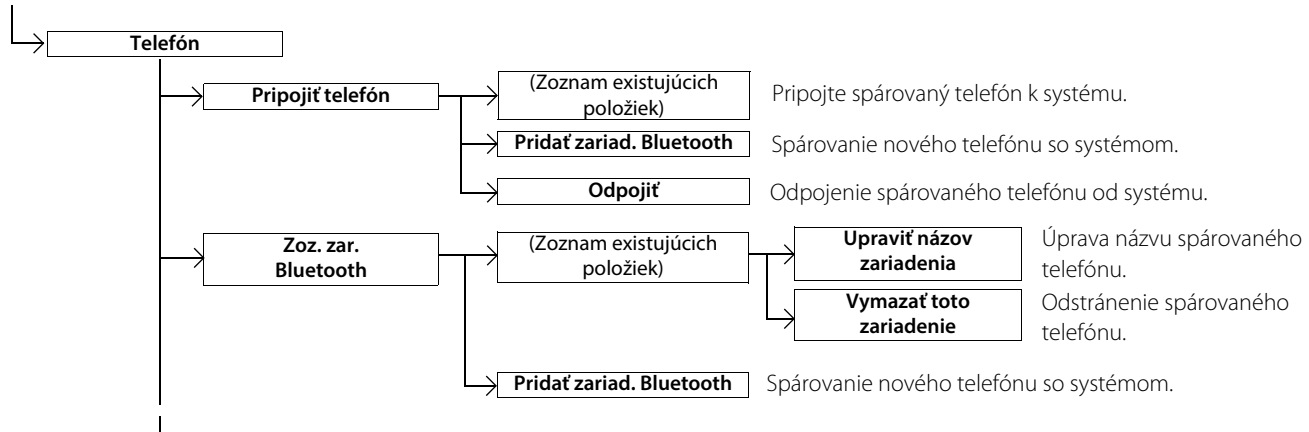 Telefón
Pripojiť telefón
(Zoznam existujúcich
položiek)
Pripojte spárovaný telefón k systému.
Pridať zariad. Bluetooth
Spárovanie nového telefónu so systémom.
Odpojiť
Odpojenie spárovaného telefónu od systému.
Zoz. zar.
Bluetooth
(Zoznam existujúcich
položiek)
Upraviť názov
zariadenia
Úprava názvu spárovaného
telefónu.
Vymazať toto
zariadenie
Odstránenie spárovaného
telefónu.
Pridať zariad. Bluetooth
Spárovanie nového telefónu so systémom.